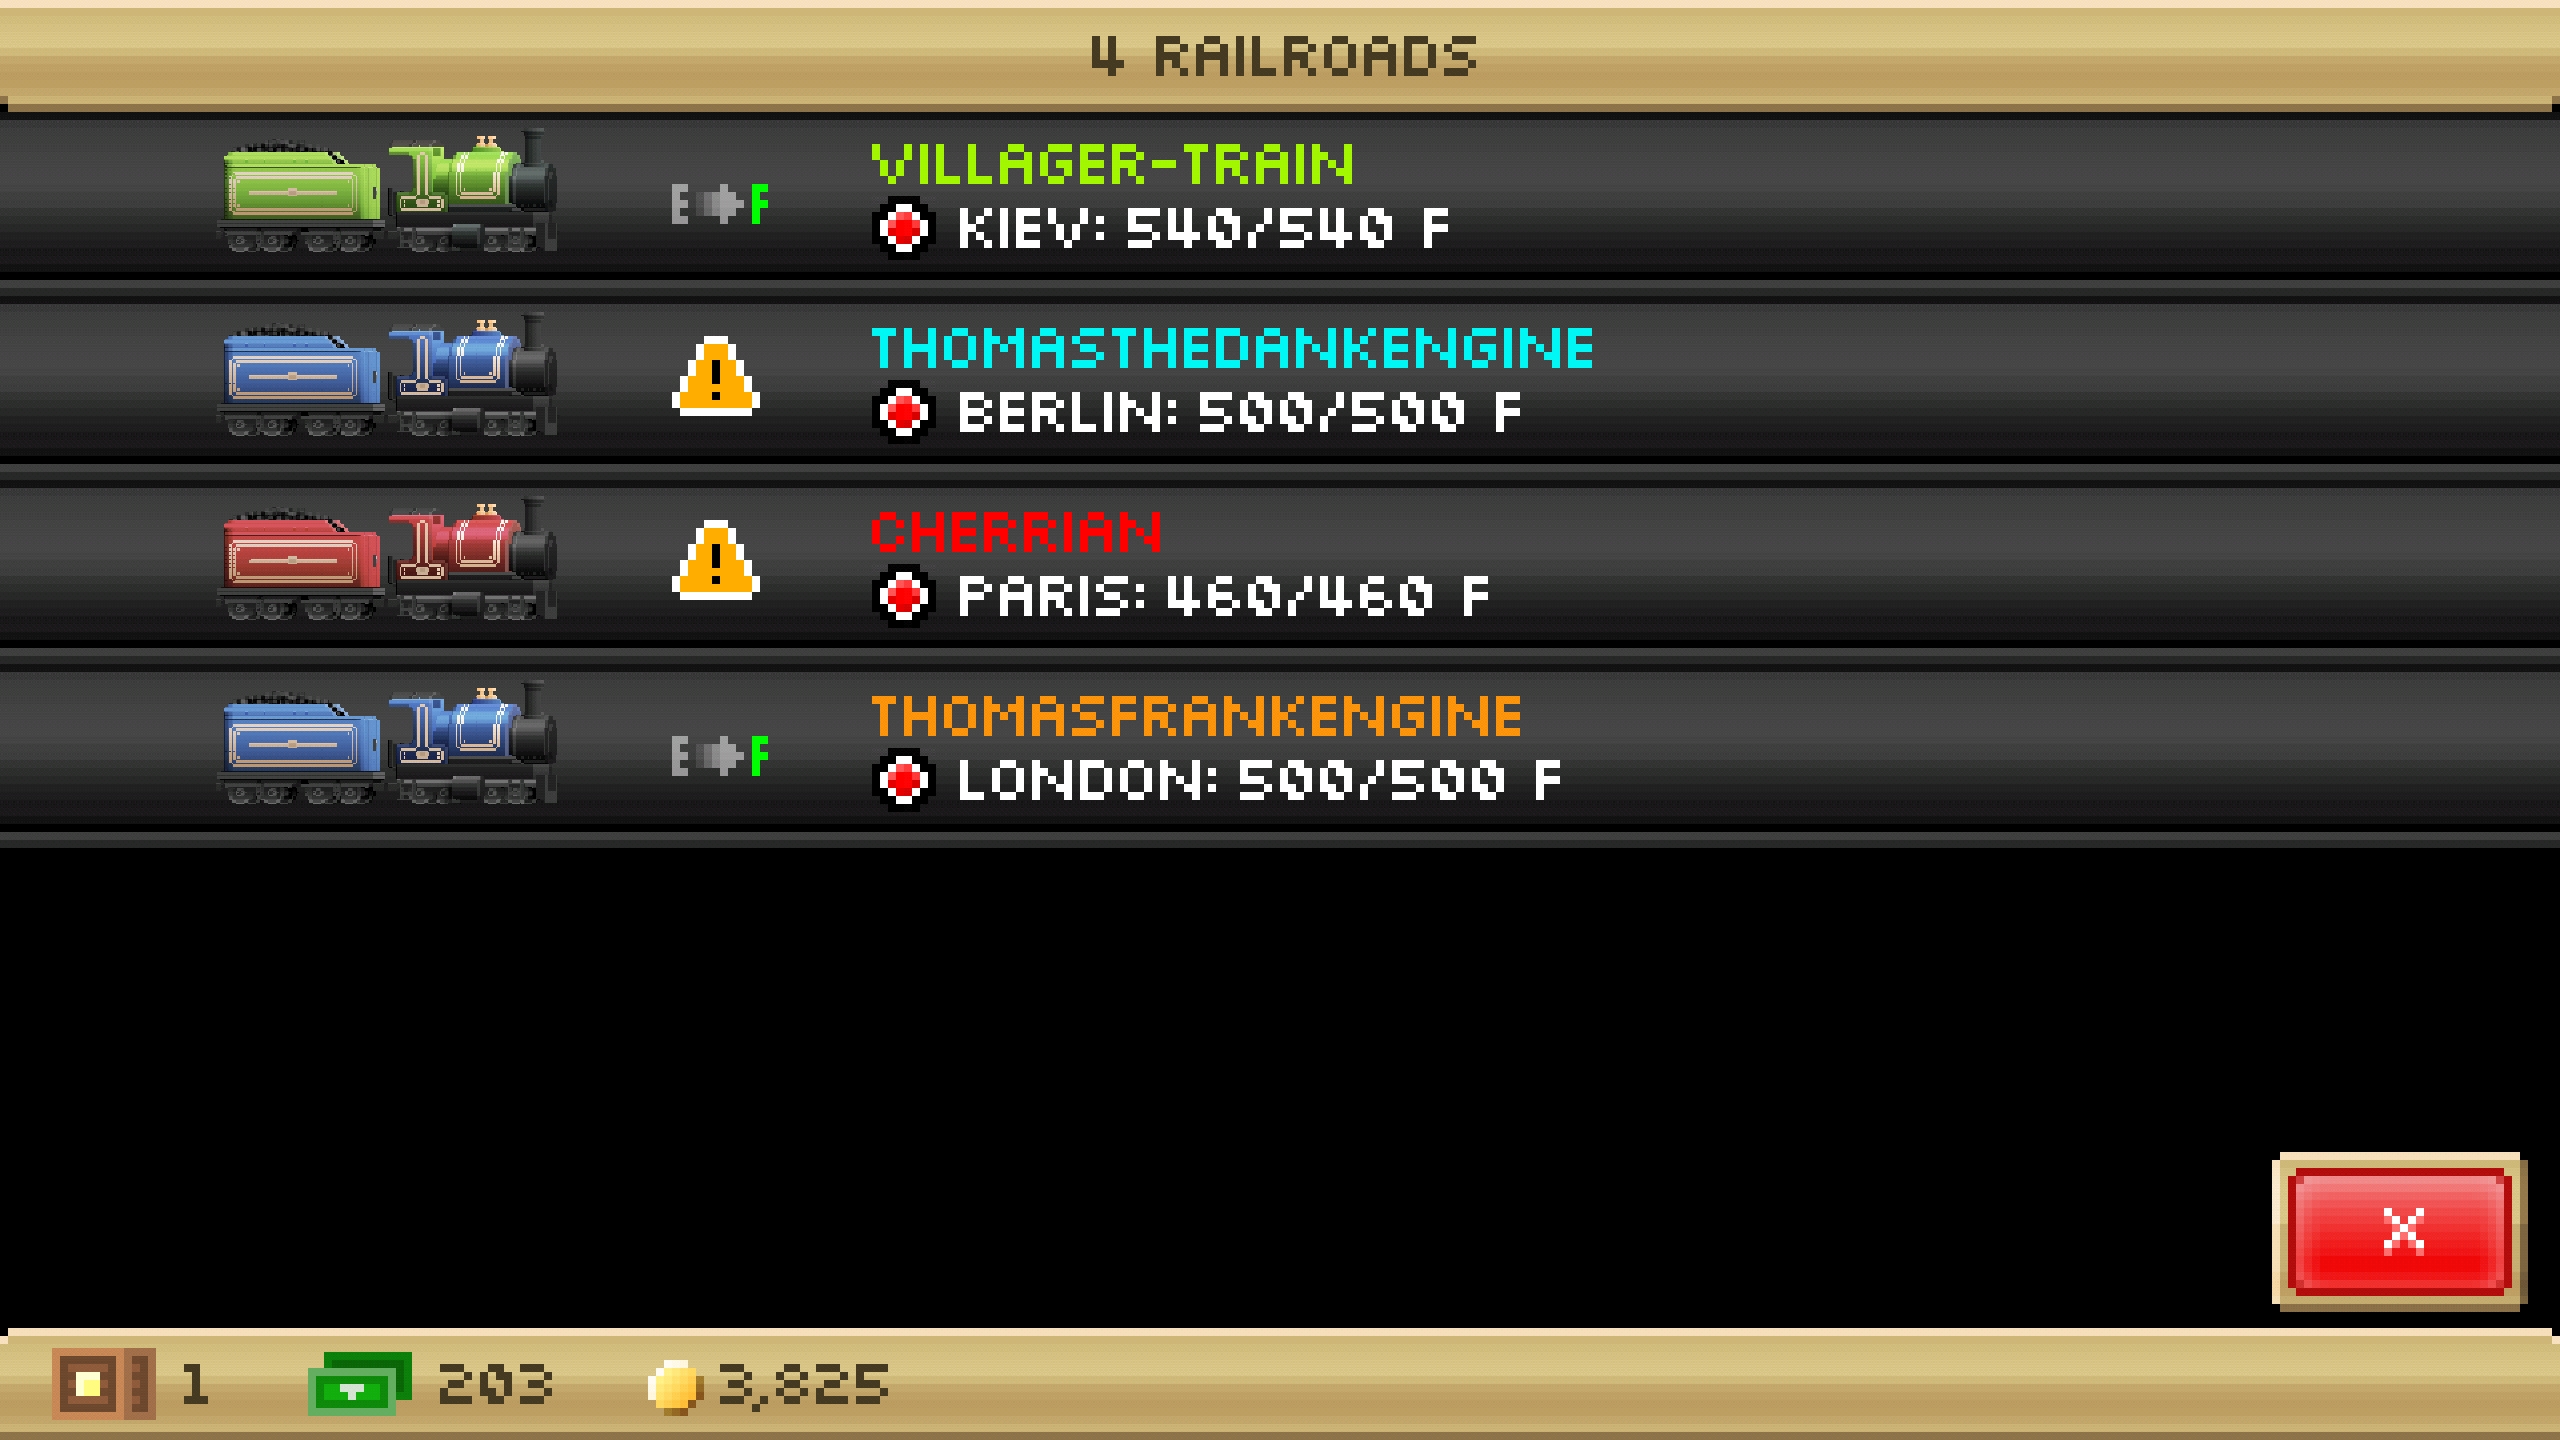 4 RAILROADS
VILLAGER-TRAIN
E F
KIEV: 540/540 F
THOMASTHEDANKENGINE
!
BERLIN: 500/500 F
CHERRIAN
!
PARIS: 460/460 F
THOMASFRANKENGINE
E F
LONDON: 500/500 F
X
1 203 3,825